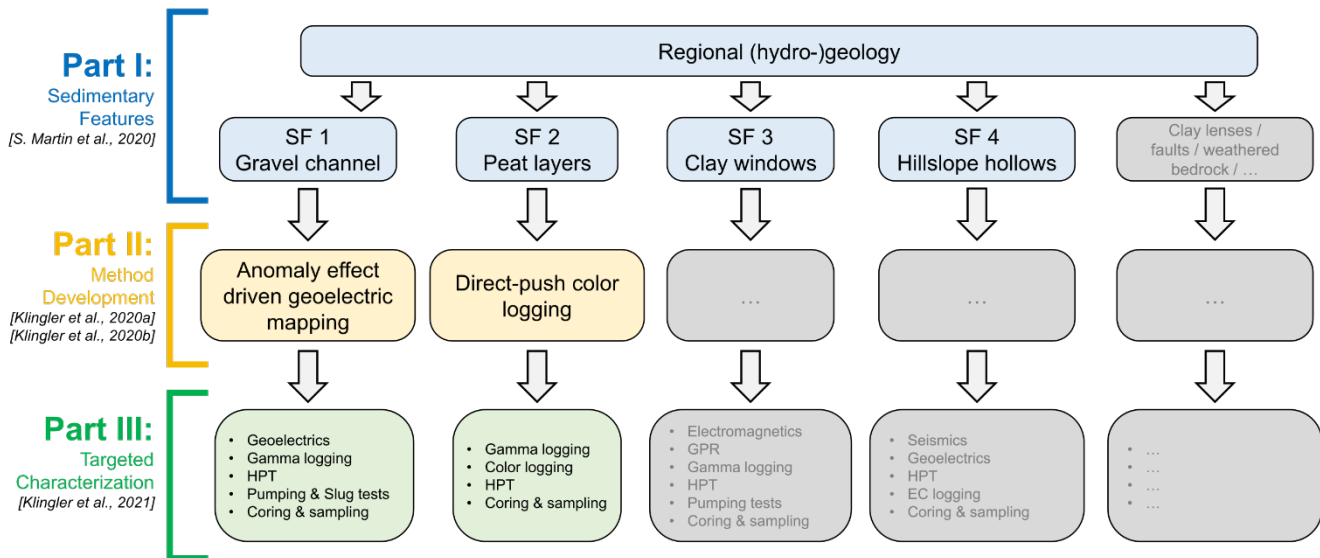 Part I:
Sedimentary
Features
[S. Martin et al., 2020]
Regional (hydro-)geology
SF 1
Gravel channel
SF 2
Peat layers
SF 3
Clay windows
SF 4
Hillslope hollows
Clay lenses /
faults / weathered
bedrock / …
Part II:
Method
Development
[Klingler et al., 2020a]
[Klingler et al., 2020b]
Anomaly effect
driven geoelectric
mapping
Direct-push color
logging
…
…
…
Part III:
Targeted
Characterization
[Klingler et al., 2021]
• Geoelectrics
• Gamma logging
• HPT
• Pumping & Slug tests
• Coring & sampling
• Gamma logging
• Color logging
• HPT
• Coring & sampling
• Electromagnetics
• GPR
• Gamma logging
• HPT
• Pumping tests
• Coring & sampling
• Seismics
• Geoelectrics
• HPT
• EC logging
• Coring & sampling
• …
• …
• …
• …